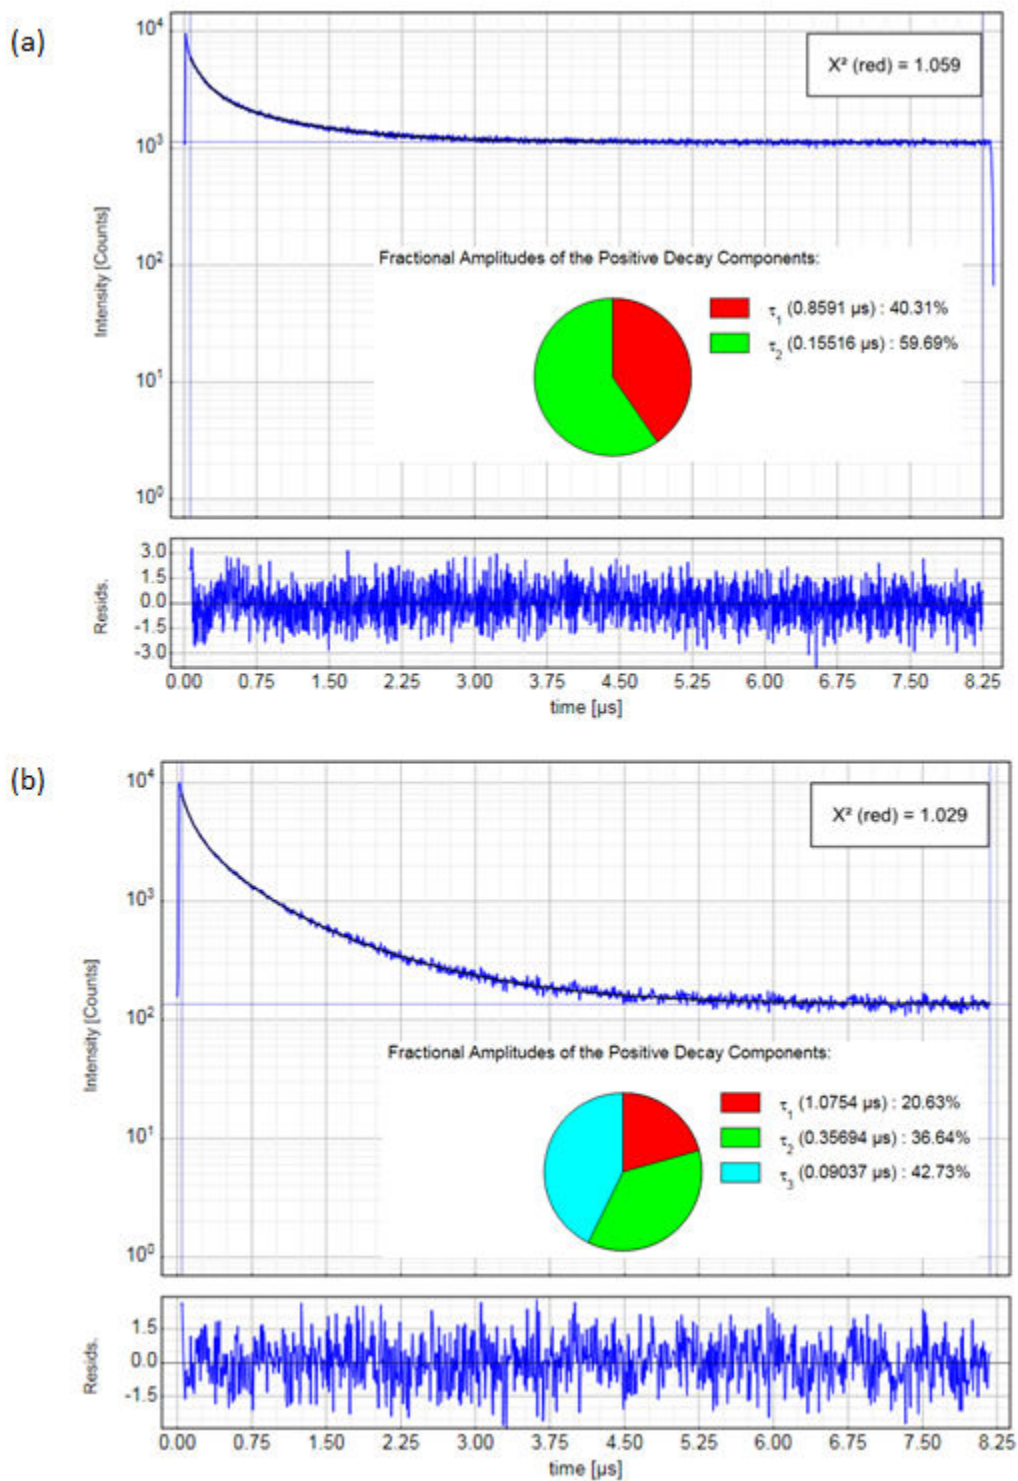 (a)
10⁴
10³
10²
10¹
10⁰
Intensity [Counts]
X² (red) = 1.059
Fractional Amplitudes of the Positive Decay Components:
τ₁ (0.8591 µs) : 40.31%
τ₂ (0.15516 µs) : 59.69%
3.0
1.5
0.0
-1.5
-3.0
Resids.
0.00 0.75 1.50 2.25 3.00 3.75 4.50 5.25 6.00 6.75 7.50 8.25
time [µs]
(b)
10⁴
10³
10²
10¹
10⁰
Intensity [Counts]
X² (red) = 1.029
Fractional Amplitudes of the Positive Decay Components:
τ₁ (1.0754 µs) : 20.63%
τ₂ (0.35694 µs) : 36.64%
τ₃ (0.09037 µs) : 42.73%
1.5
0.0
-1.5
Resids.
0.00 0.75 1.50 2.25 3.00 3.75 4.50 5.25 6.00 6.75 7.50 8.25
time [µs]